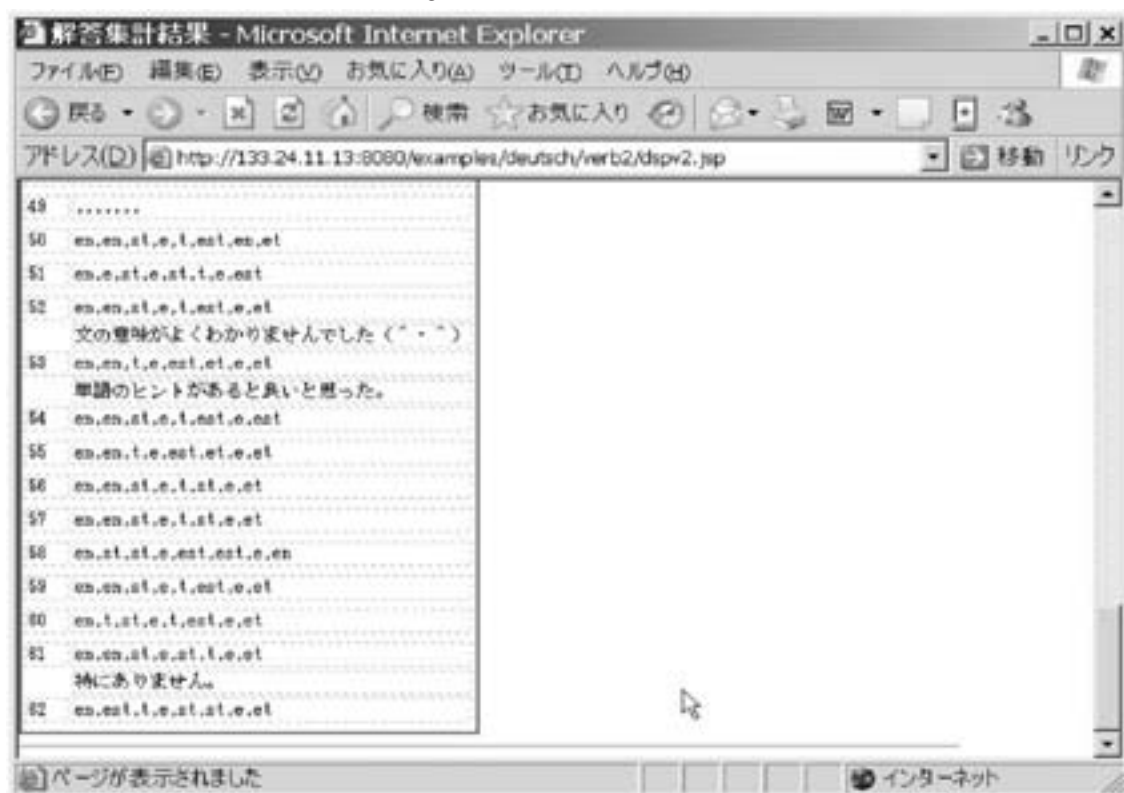 解答集計結果 - Microsoft Internet Explorer
ファイル(F) 編集(E) 表示(V) お気に入り(A) ツール(T) ヘルプ(H)
戻る 検索 お気に入り
アドレス(D) http://133.24.11.13:8080/examples/deutsch/verb2/dspv2.jsp 移動 リンク
49 ,,,,,,,
50 en,en,st,e,t,est,en,et
51 en,e,st,e,st,t,e,est
52 en,en,st,e,t,est,e,et
文の意味がよくわかりませんでした(^-^)
53 en,en,t,e,est,et,e,et
単語のヒントがあると良いと思った。
54 en,en,st,e,t,est,e,est
55 en,en,t,e,est,et,e,et
56 en,en,st,e,t,st,e,et
57 en,en,st,e,t,st,e,et
58 en,st,st,e,est,est,e,en
59 en,en,st,e,t,est,e,et
60 en,t,st,e,t,est,e,et
61 en,en,st,e,st,t,e,et
特にありません。
62 en,est,t,e,st,st,e,et
ページが表示されました インターネット